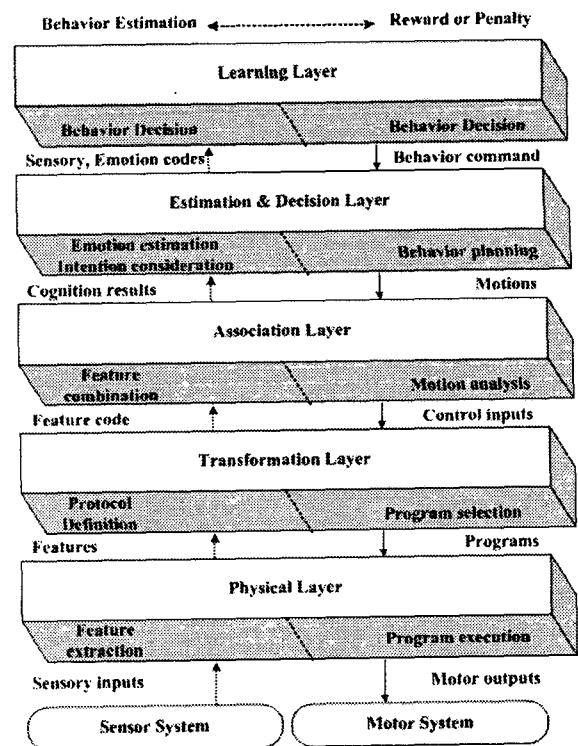 Behavior Estimation Reward or Penalty
Learning Layer
Behavior Decision Behavior Decision
Sensory, Emotion codes Behavior command
Estimation & Decision Layer
Emotion estimation
Intention consideration Behavior planning
Cognition results Motions
Association Layer
Feature
combination Motion analysis
Feature code Control inputs
Transformation Layer
Protocol
Definition Program selection
Features Programs
Physical Layer
Feature
extraction Program execution
Sensory inputs Motor outputs
Sensor System Motor System